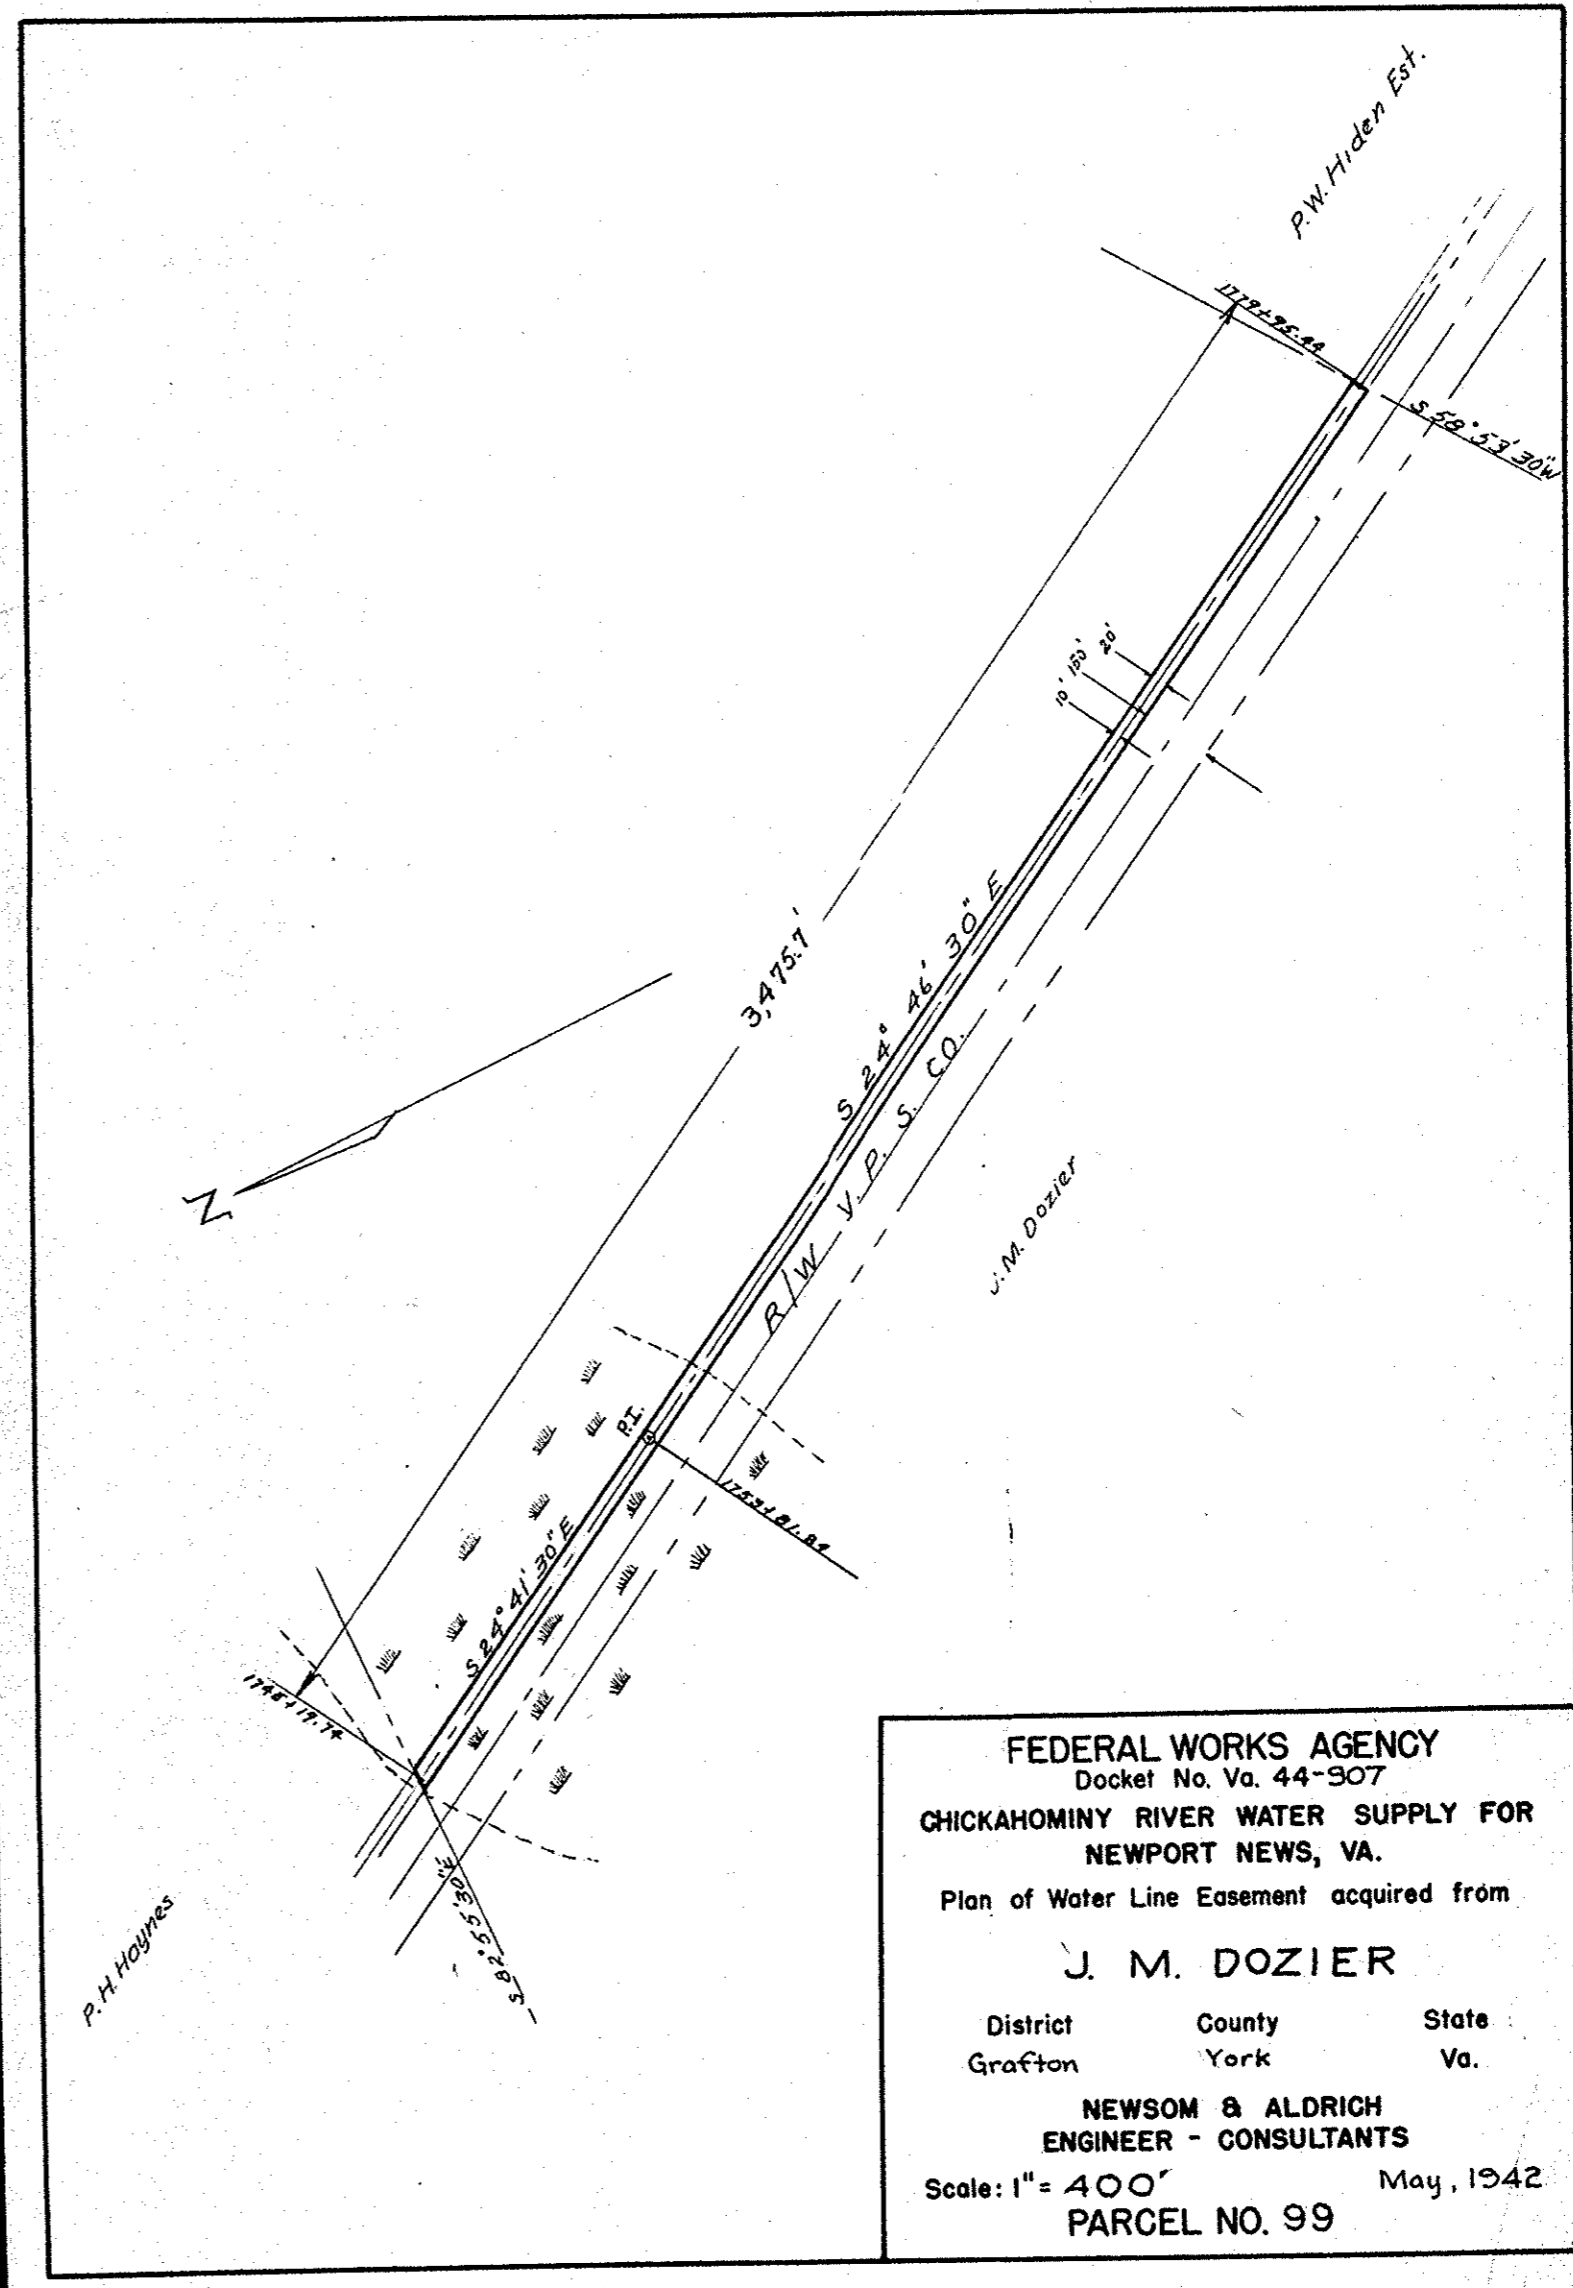 P.W. Hiden Est.
1779+95.44
S 58° 53' 30" W
10' 150' 20'
3,475.7'
S 24° 46' 30" E
R/W V. P. S. CO.
N
J. M. Dozier
P.I.
1753+81.84
S 24° 41' 30" E
1745+19.74
S 82° 55' 30" E
P. H. Haynes
FEDERAL WORKS AGENCY
Docket No. Va. 44-907
CHICKAHOMINY RIVER WATER SUPPLY FOR
NEWPORT NEWS, VA.
Plan of Water Line Easement acquired from
J. M. DOZIER
District County State
Grafton York Va.
NEWSOM & ALDRICH
ENGINEER - CONSULTANTS
Scale: 1" = 400' May, 1942
PARCEL NO. 99